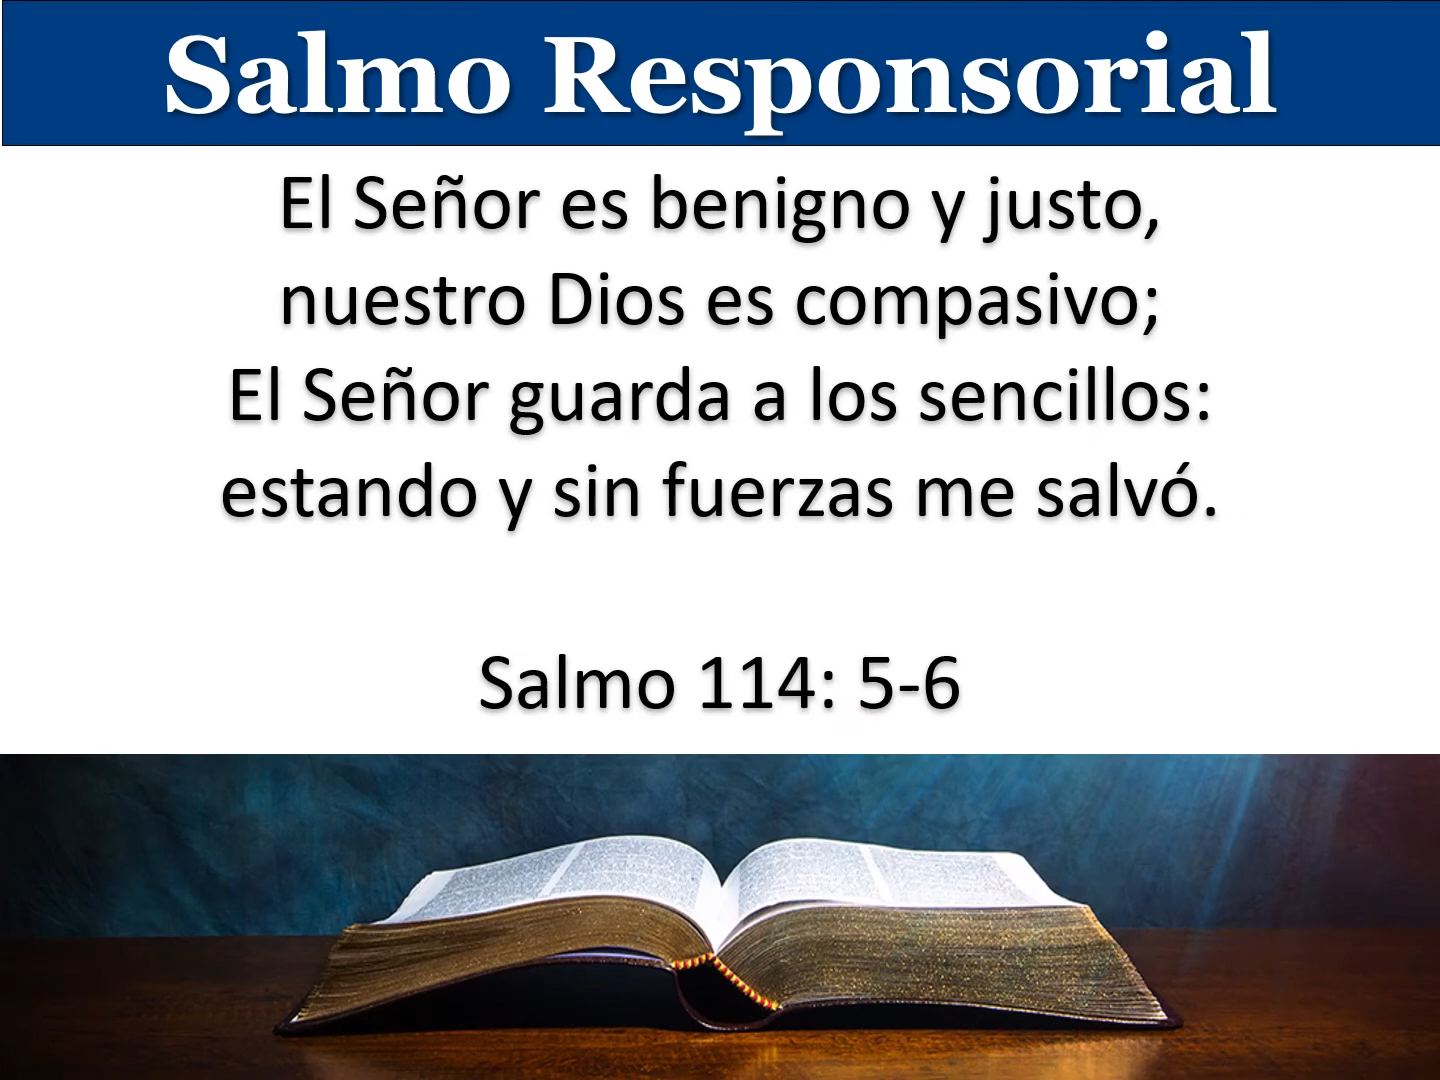 Salmo Responsorial
El Señor es benigno y justo,
nuestro Dios es compasivo;
El Señor guarda a los sencillos:
estando y sin fuerzas me salvó.
Salmo 114: 5-6